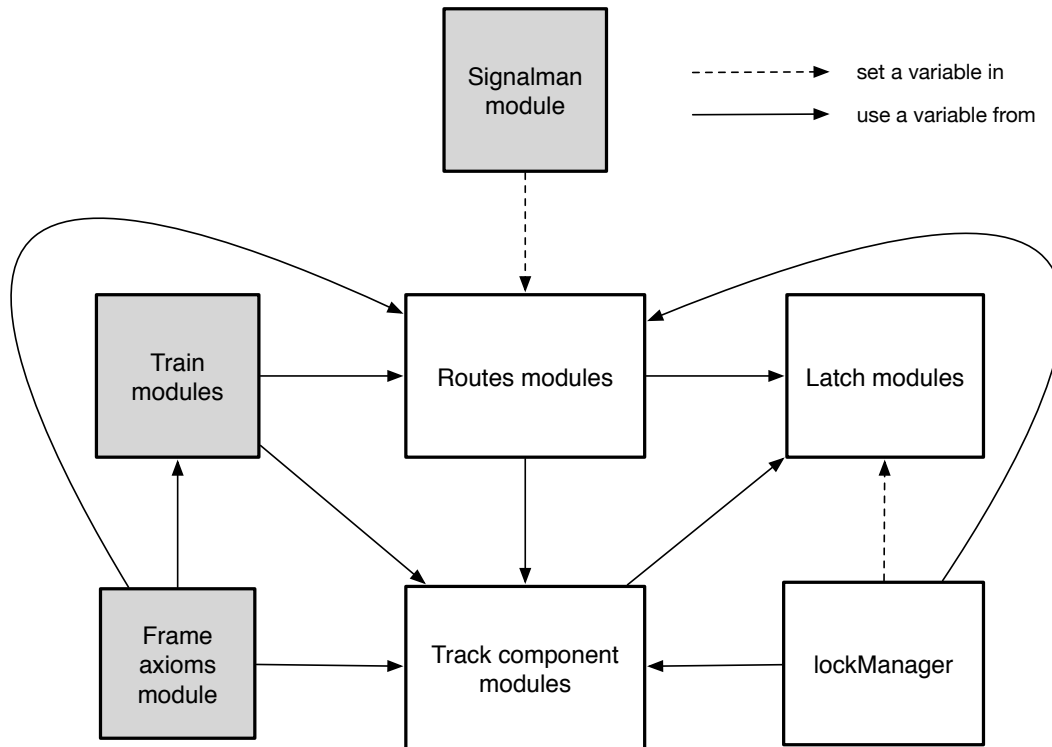 Signalman
module
set a variable in
use a variable from
Train
modules
Routes modules
Latch modules
Frame
axioms
module
Track component
modules
lockManager